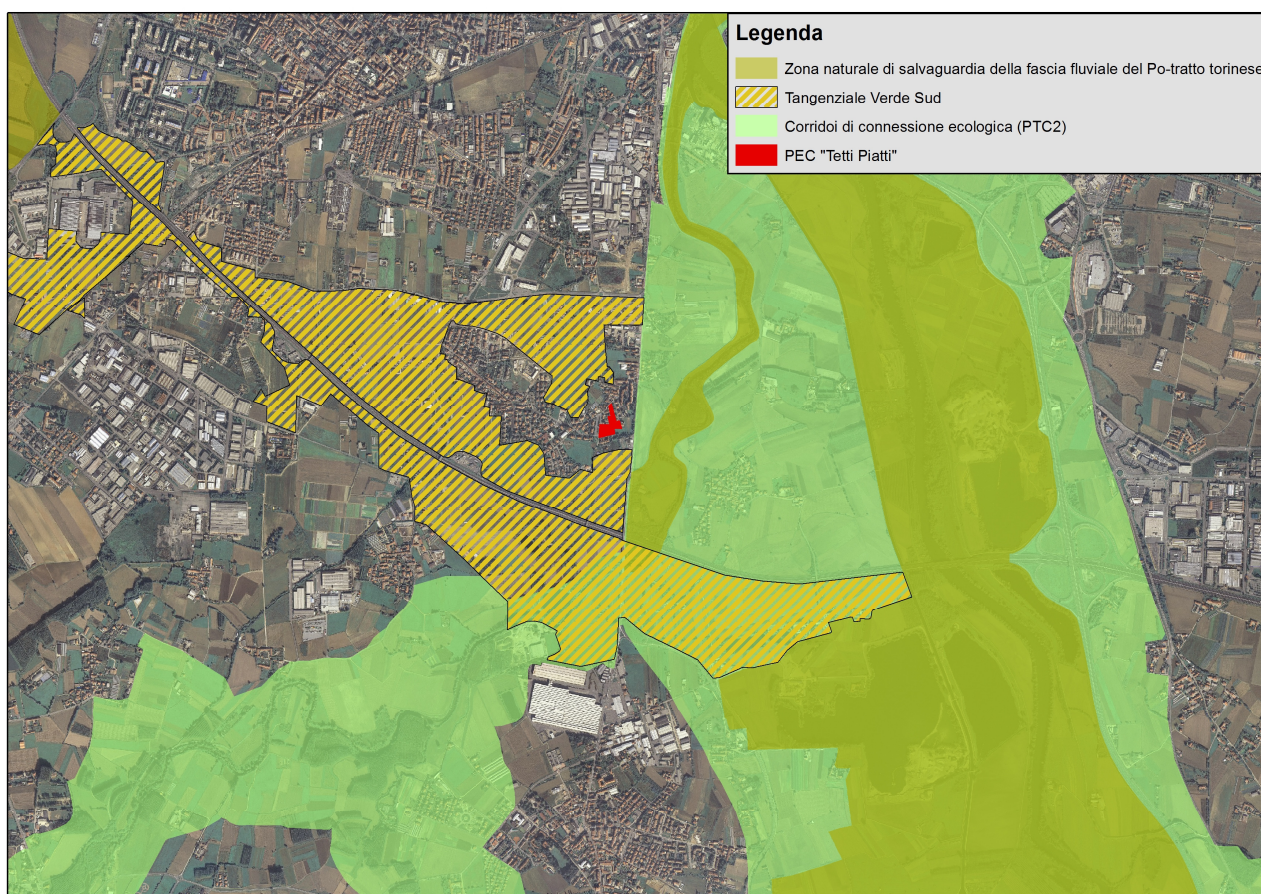 Legenda
Zona naturale di salvaguardia della fascia fluviale del Po-tratto torinese
Tangenziale Verde Sud
Corridoi di connessione ecologica (PTC2)
PEC "Tetti Piatti"